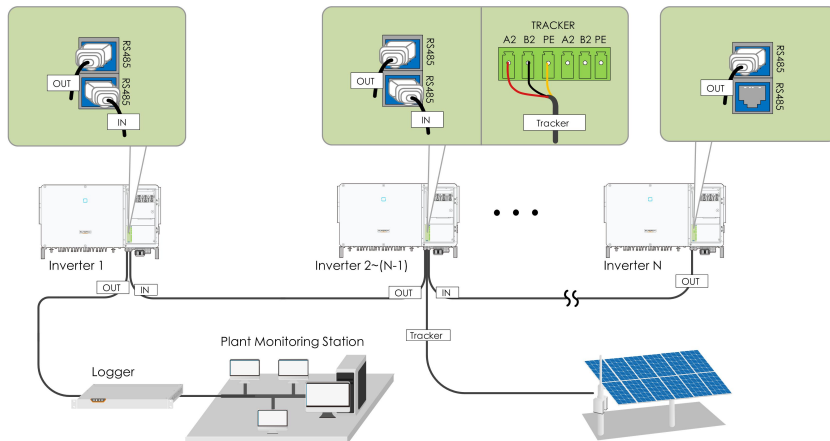 RS485
RS485
OUT
IN
RS485
RS485
OUT
IN
TRACKER
A2 B2 PE A2 B2 PE
Tracker
RS485
RS485
OUT
Inverter 1
Inverter 2~(N-1)
Inverter N
OUT
IN
OUT
IN
OUT
Tracker
Plant Monitoring Station
Logger